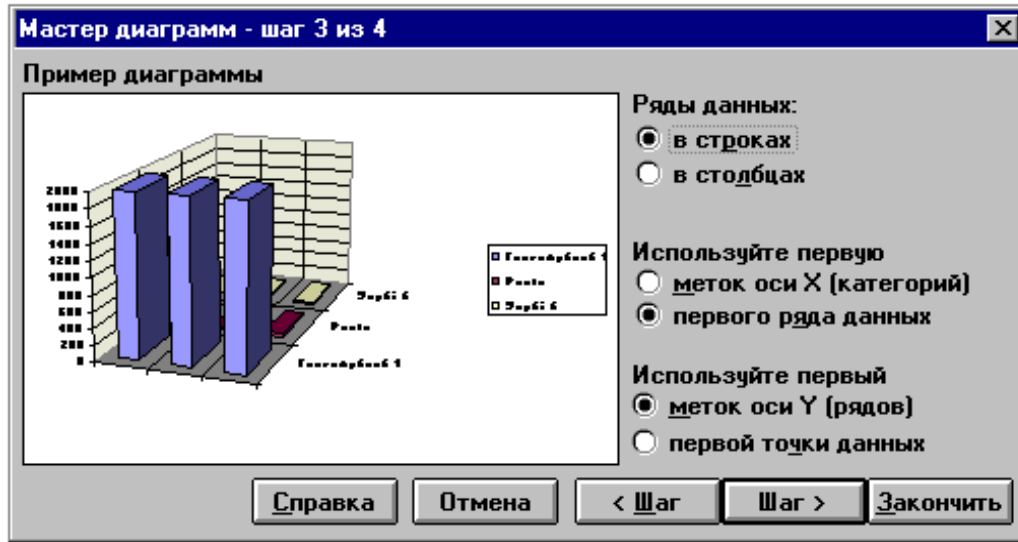 Мастер диаграмм - шаг 3 из 4
Пример диаграммы
2000
1800
1600
1400
1200
1000
800
600
400
200
0
Ряды данных:
в строках
в столбцах
Используйте первую
меток оси X (категорий)
первого ряда данных
Используйте первый
меток оси Y (рядов)
первой точки данных
Справка
Отмена
< Шаг
Шаг >
Закончить